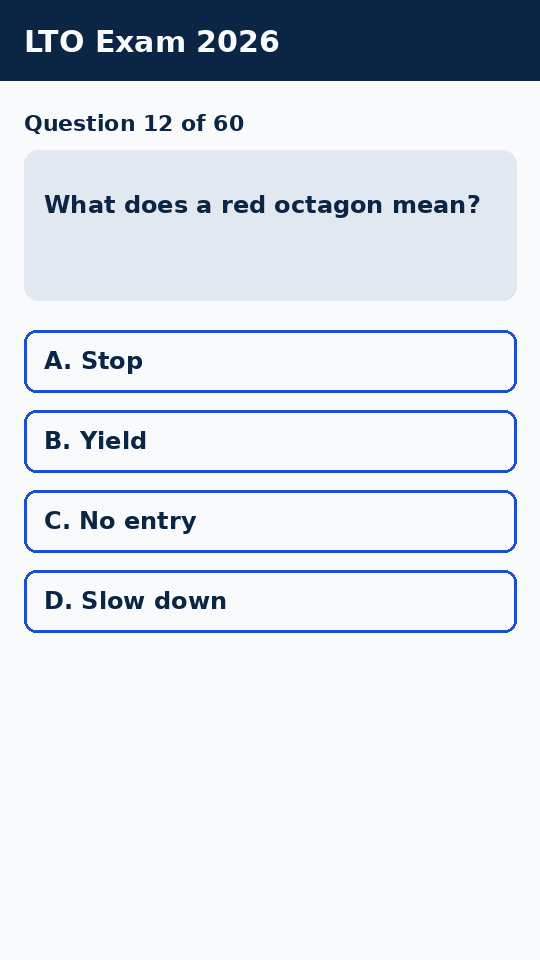 LTO Exam 2026
Question 12 of 60
What does a red octagon mean?
A. Stop
B. Yield
C. No entry
D. Slow down